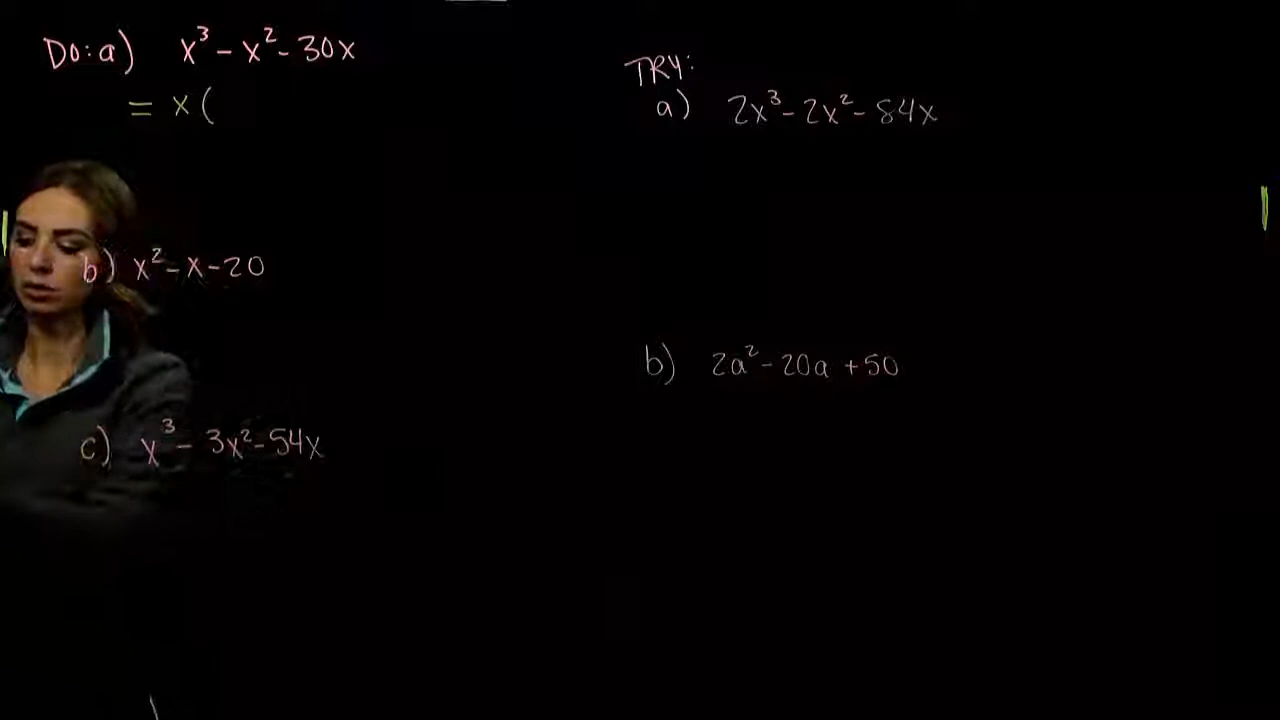 Do: a) x³ - x² - 30x
= x (
b) x² - x - 20
c) x³ - 3x² - 54x
TRY:
a) 2x³ - 2x² - 84x
b) 2a² - 20a + 50